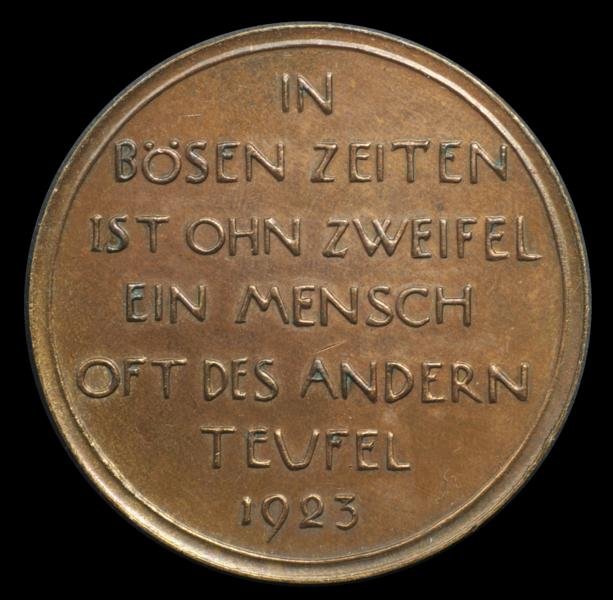 IN
BÖSEN ZEITEN
IST OHN ZWEIFEL
EIN MENSCH
OFT DES ANDERN
TEUFEL
1923